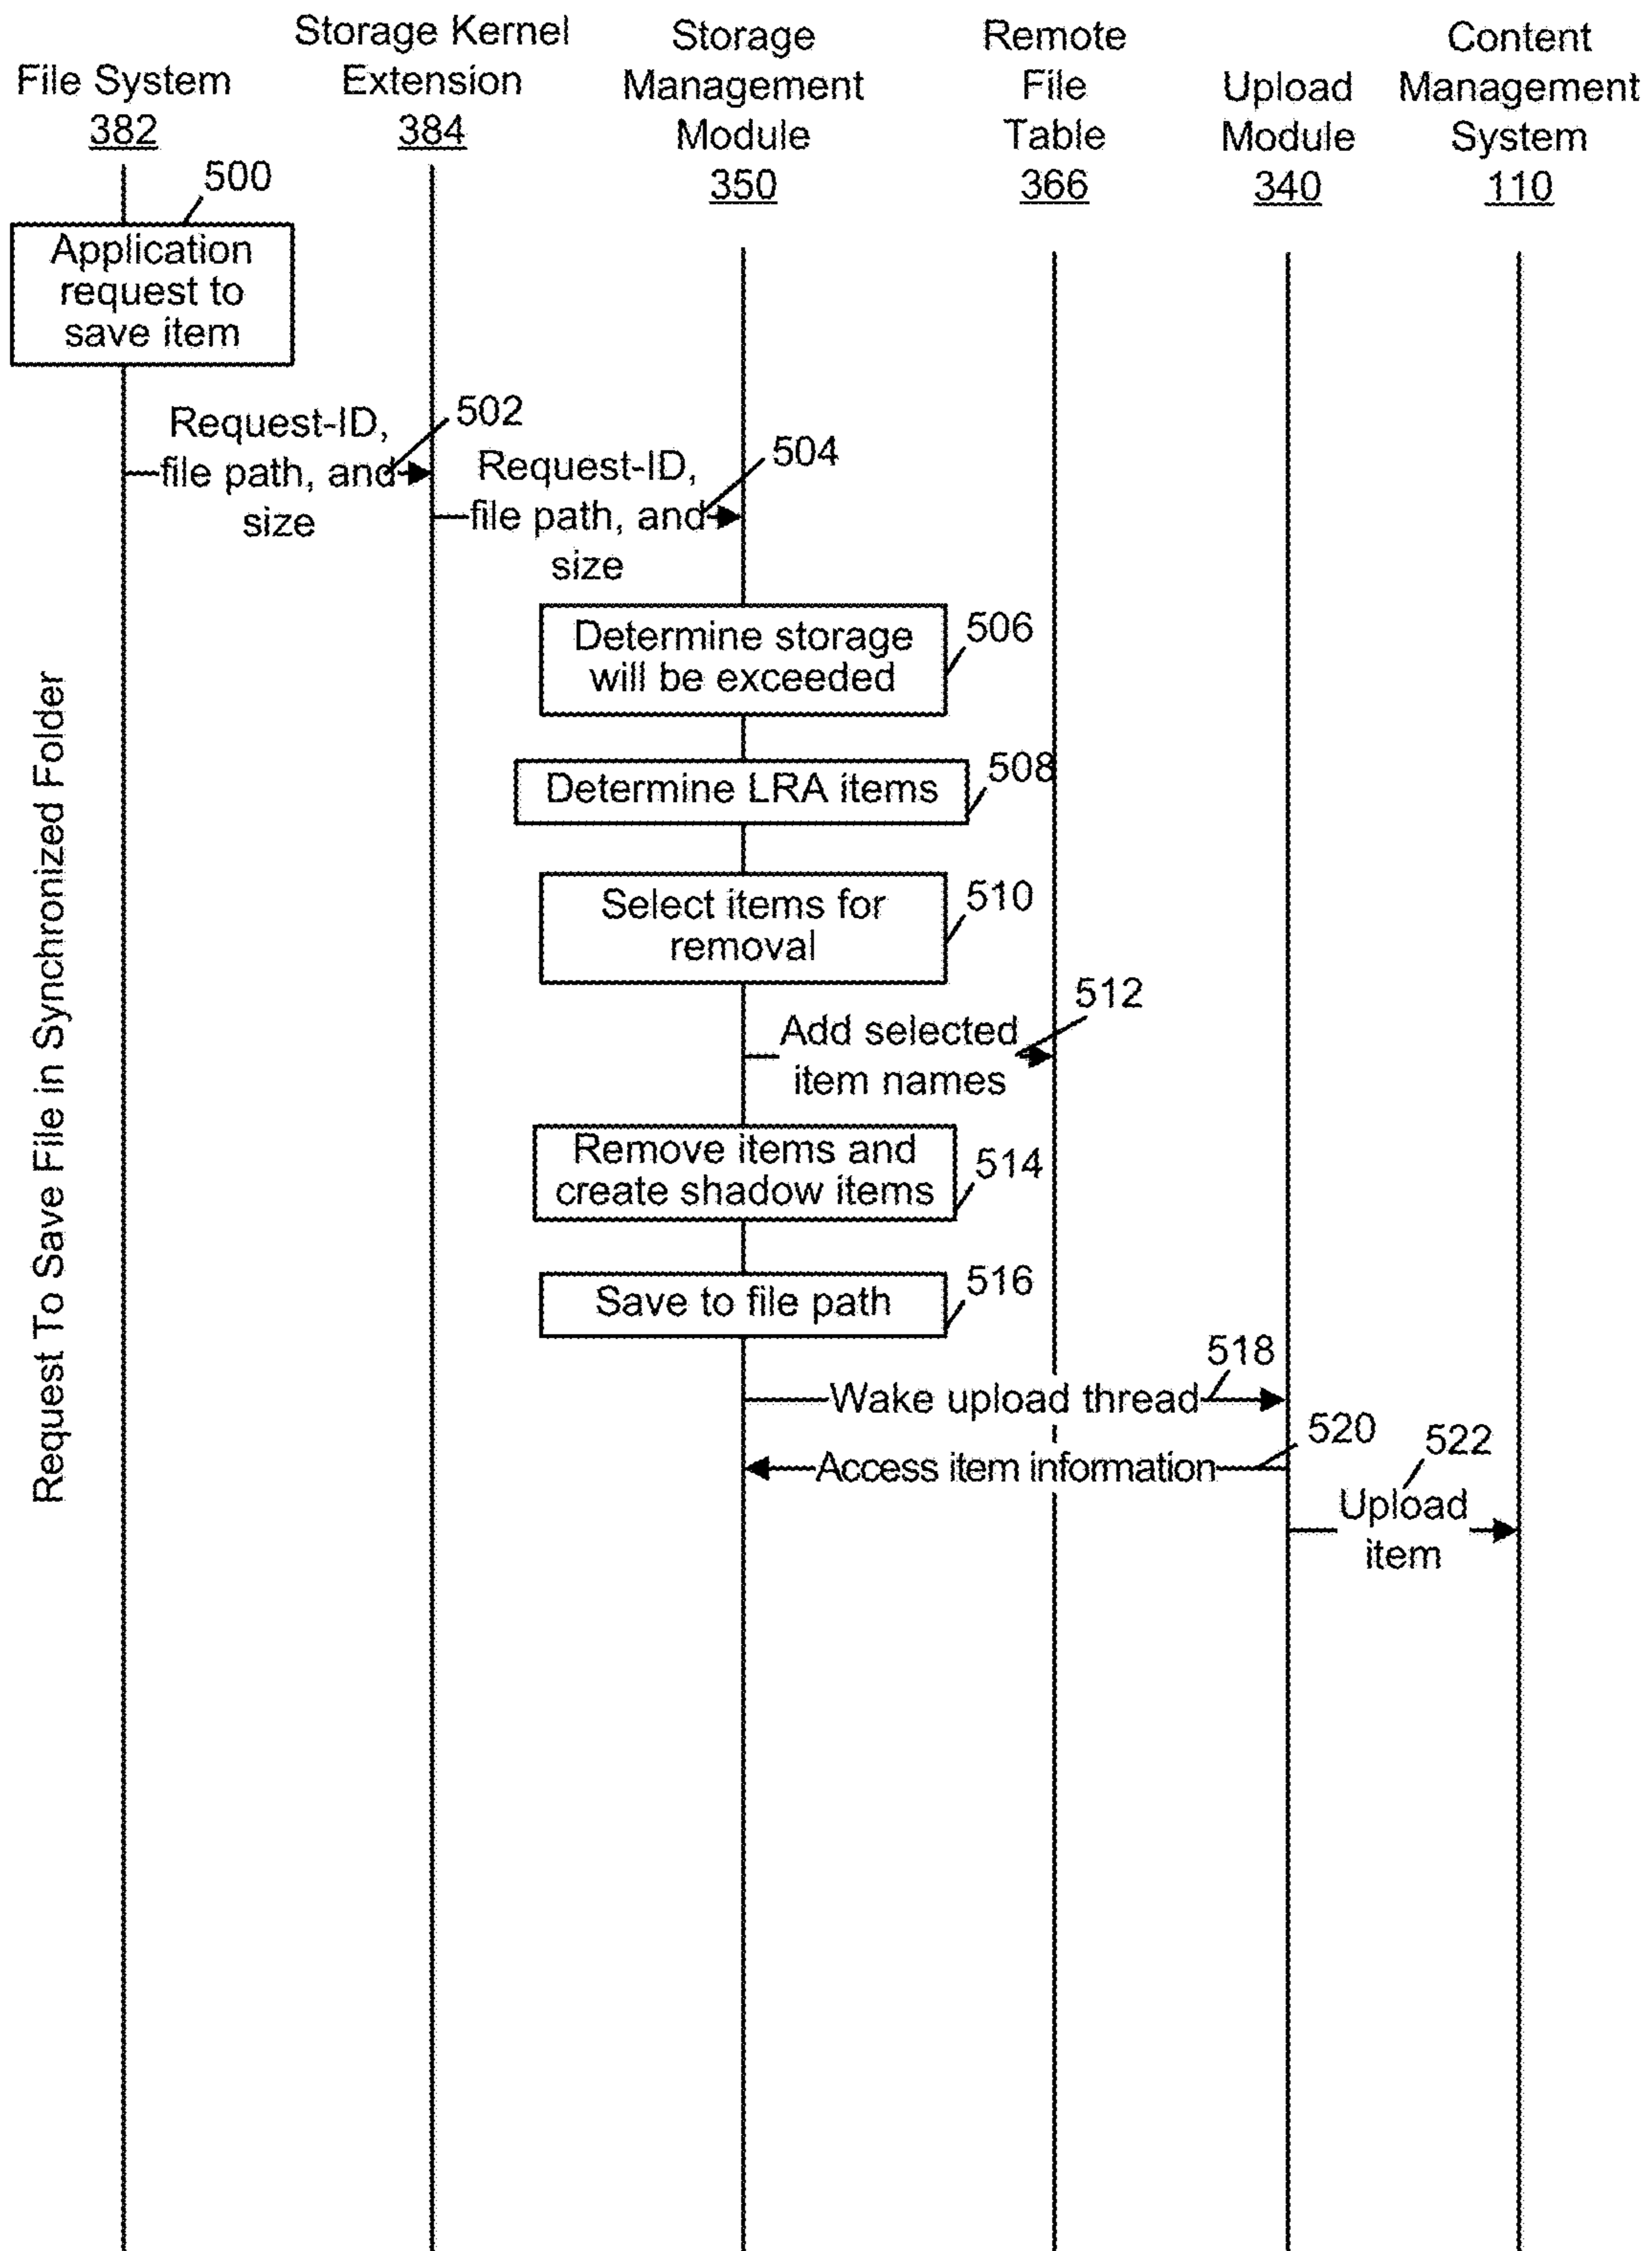 File System
382
Storage Kernel
Extension
384
Storage
Management
Module
350
Remote
File
Table
366
Upload
Module
340
Content
Management
System
110
500
Application
request to
save item
Request-ID,
file path, and
size
502
Request-ID,
file path, and
size
504
Determine storage
will be exceeded
506
Determine LRA items
508
Select items for
removal
510
Add selected
item names
512
Remove items and
create shadow items
514
Save to file path
516
Wake upload thread
518
Access item information
520
Upload
item
522
Request To Save File in Synchronized Folder